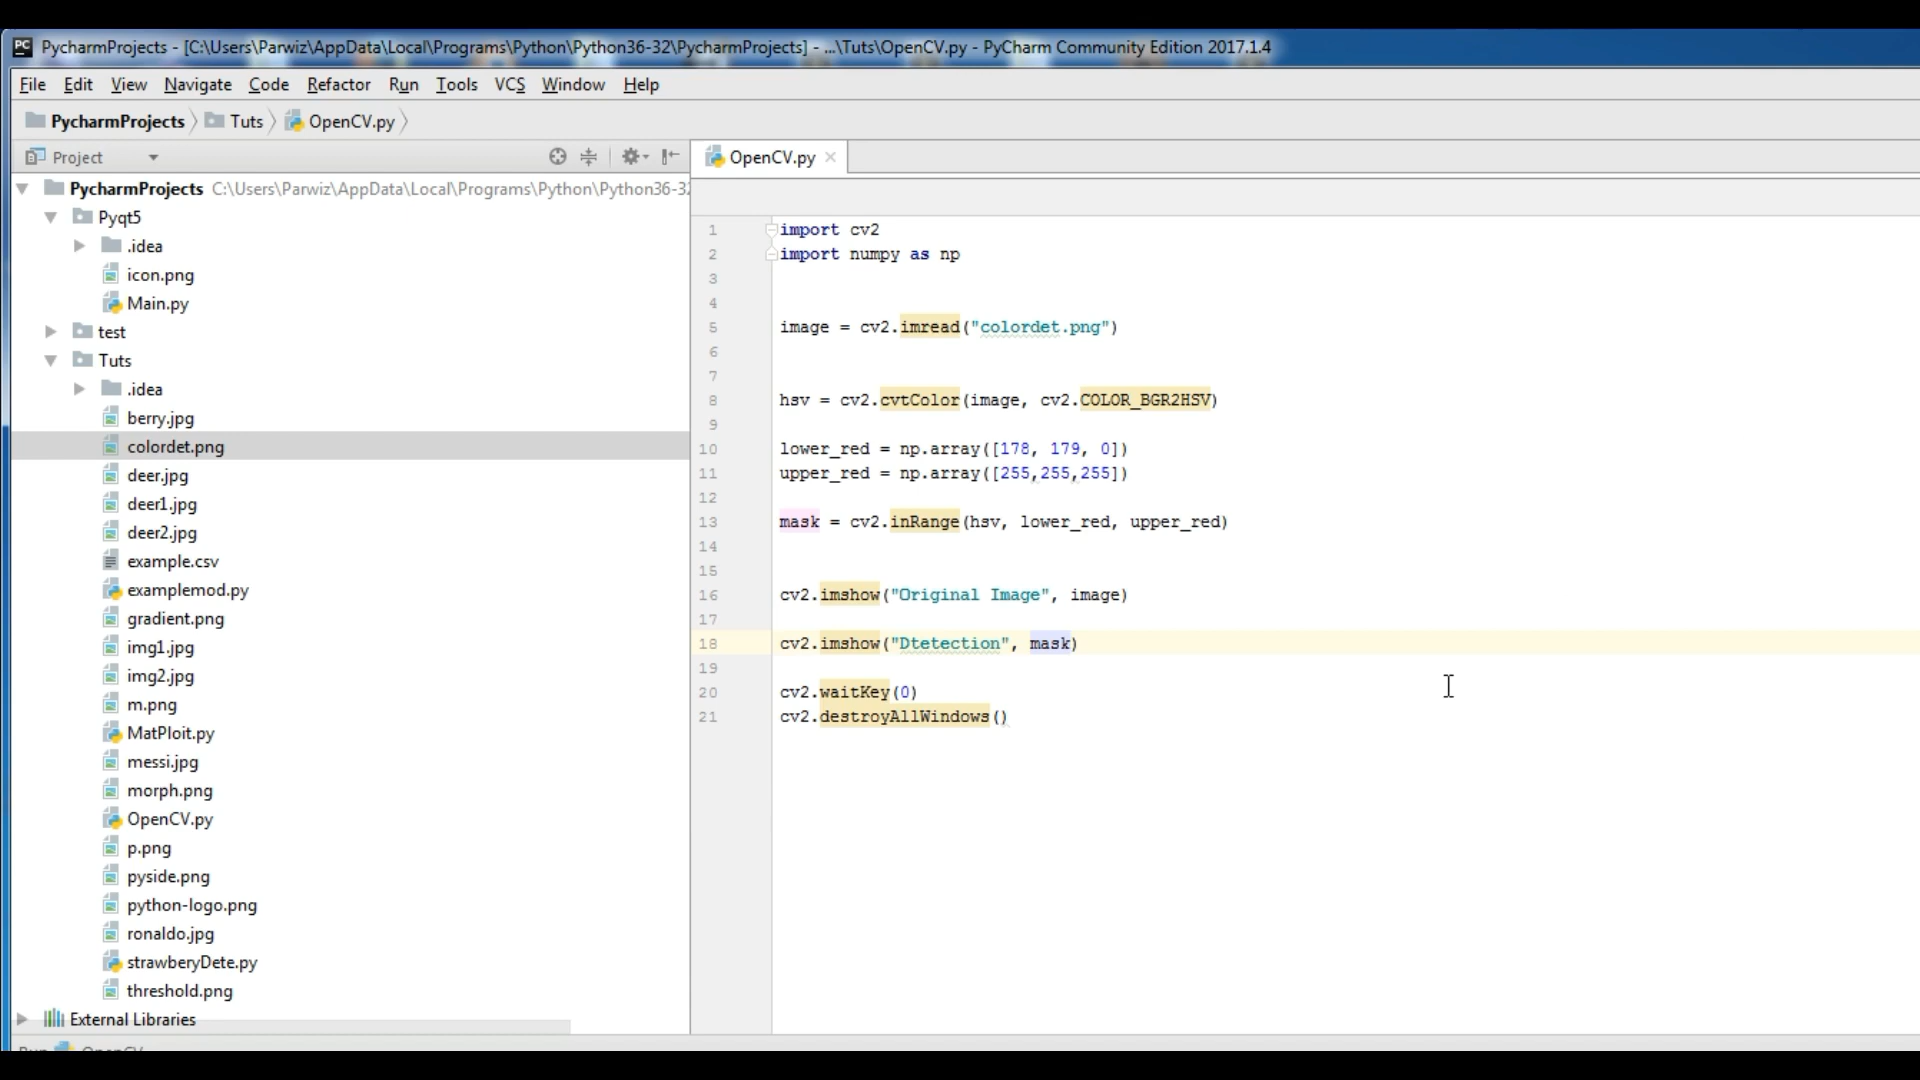 PycharmProjects - [C:\Users\Parwiz\AppData\Local\Programs\Python\Python36-32\PycharmProjects] - ...\Tuts\OpenCV.py - PyCharm Community Edition 2017.1.4
File Edit View Navigate Code Refactor Run Tools VCS Window Help
PycharmProjects Tuts OpenCV.py
Project
OpenCV.py
PycharmProjects C:\Users\Parwiz\AppData\Local\Programs\Python\Python36-32
Pyqt5
.idea
icon.png
Main.py
test
Tuts
.idea
berry.jpg
colordet.png
deer.jpg
deer1.jpg
deer2.jpg
example.csv
examplemod.py
gradient.png
img1.jpg
img2.jpg
m.png
MatPloit.py
messi.jpg
morph.png
OpenCV.py
p.png
pyside.png
python-logo.png
ronaldo.jpg
strawberyDete.py
threshold.png
External Libraries
1 import cv2
2 import numpy as np
3
4
5 image = cv2.imread("colordet.png")
6
7
8 hsv = cv2.cvtColor(image, cv2.COLOR_BGR2HSV)
9
10 lower_red = np.array([178, 179, 0])
11 upper_red = np.array([255,255,255])
12
13 mask = cv2.inRange(hsv, lower_red, upper_red)
14
15
16 cv2.imshow("Original Image", image)
17
18 cv2.imshow("Dtetection", mask)
19
20 cv2.waitKey(0)
21 cv2.destroyAllWindows()